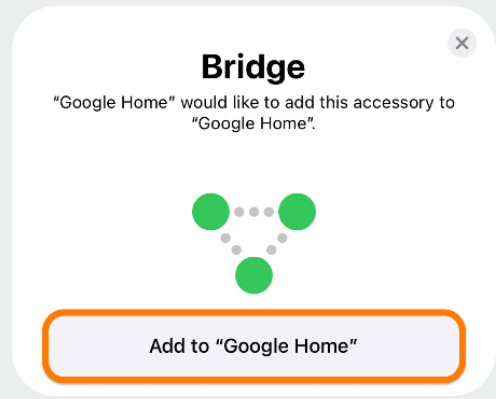 Bridge
“Google Home” would like to add this accessory to
“Google Home”.
Add to “Google Home”